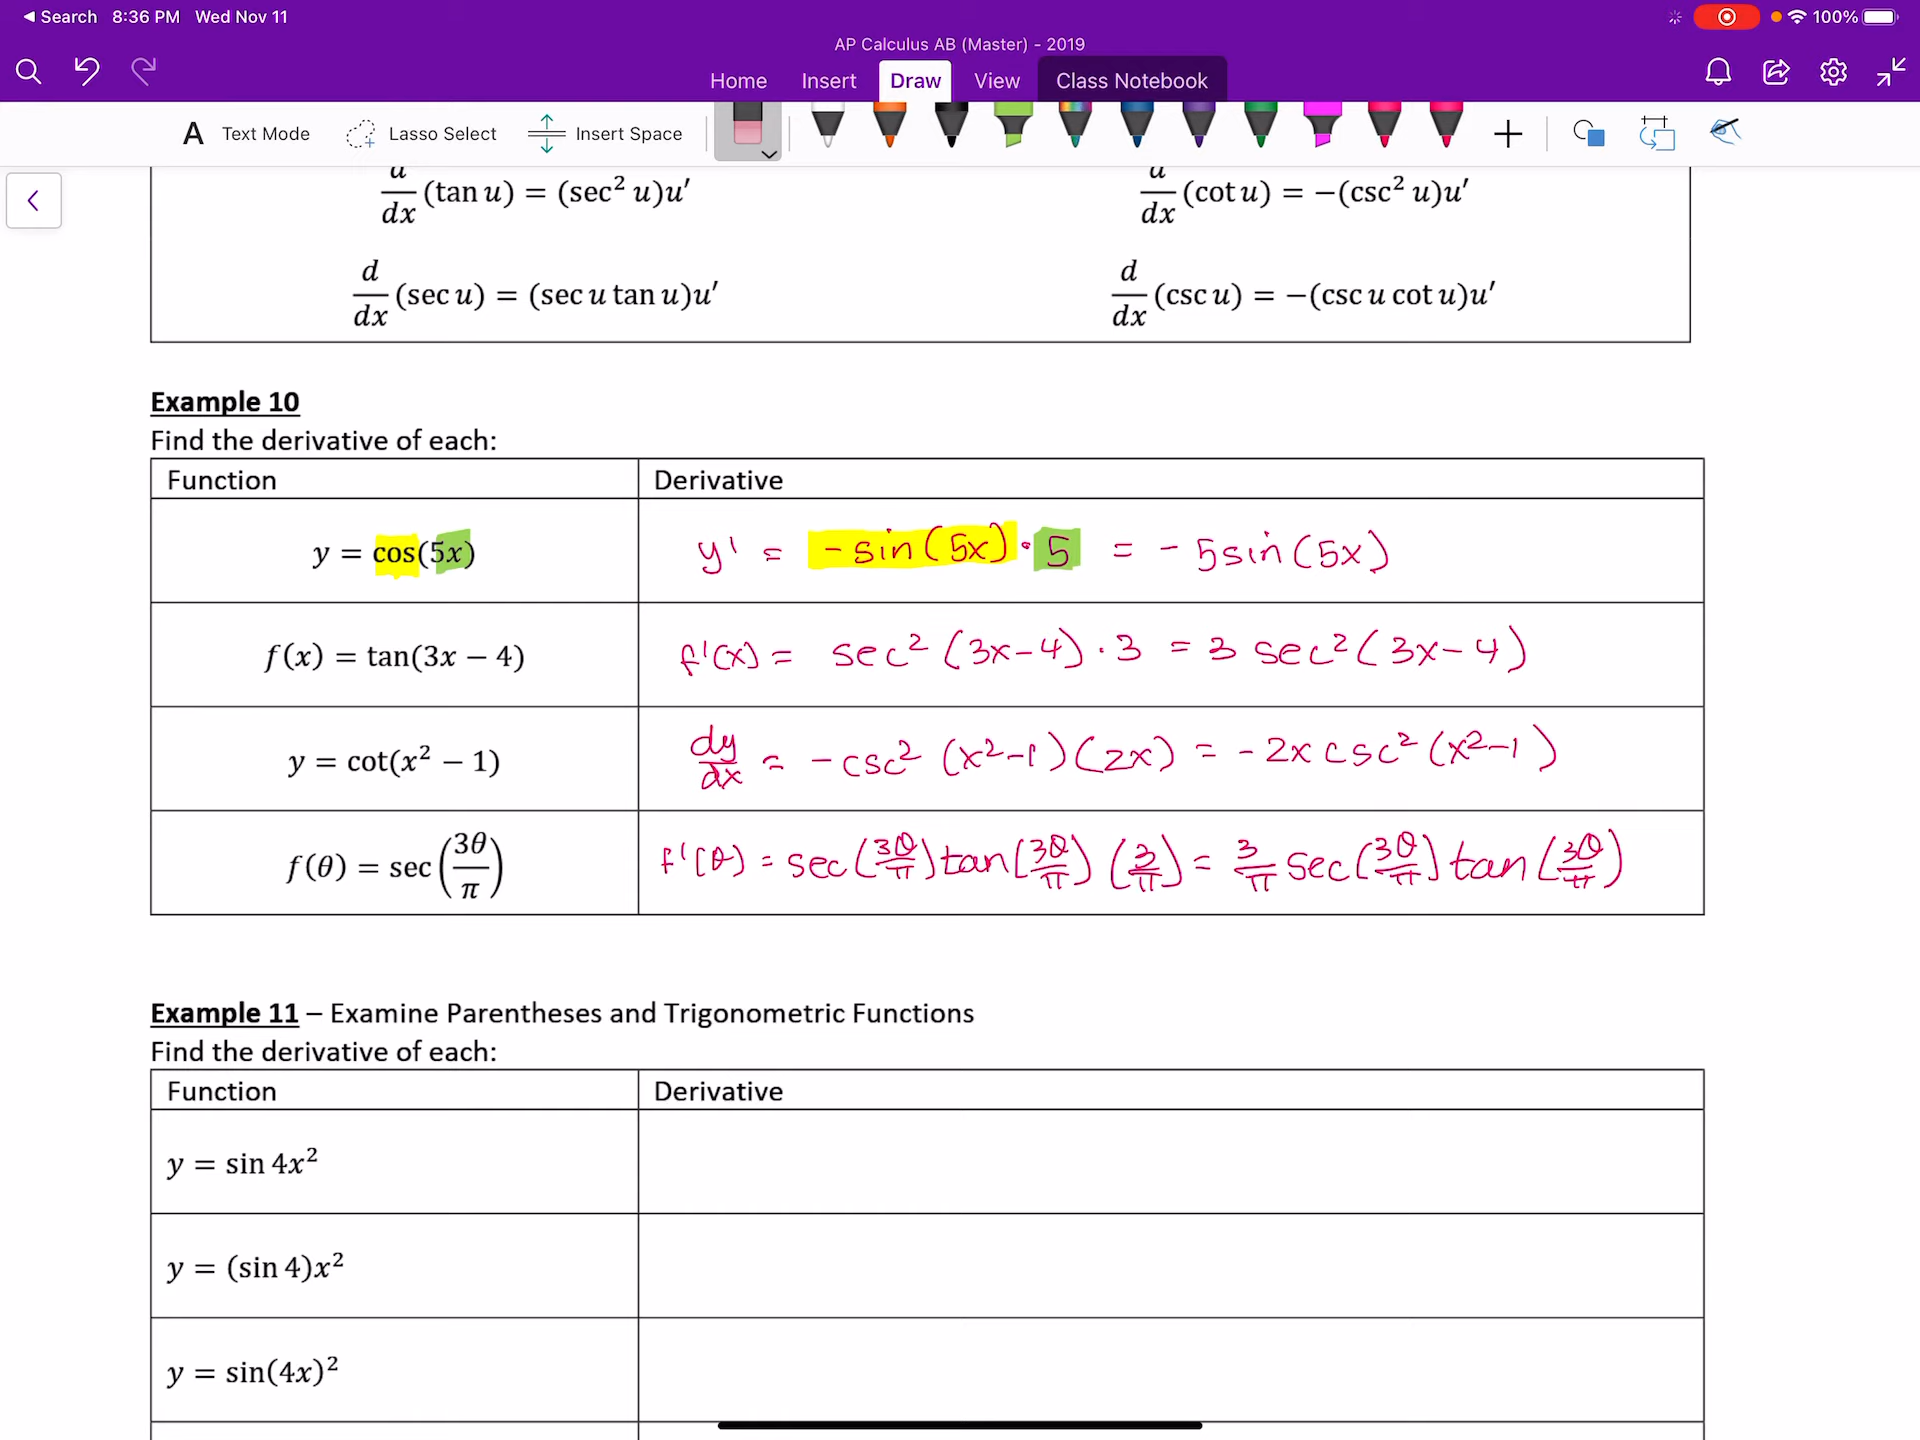 Search 8:36 PM Wed Nov 11 100%
AP Calculus AB (Master) - 2019
Home Insert Draw View Class Notebook
A Text Mode Lasso Select Insert Space
d/dx (tan u) = (sec² u)u′ d/dx (cot u) = −(csc² u)u′
d/dx (sec u) = (sec u tan u)u′ d/dx (csc u) = −(csc u cot u)u′
Example 10
Find the derivative of each:
Function Derivative
y = cos(5x) y' = -sin(5x) · 5 = -5sin(5x)
f(x) = tan(3x − 4) f'(x) = sec² (3x-4) · 3 = 3 sec² (3x-4)
y = cot(x² − 1) dy/dx = -csc² (x²-1)(2x) = -2x csc² (x²-1)
f(θ) = sec(3θ/π) f'(θ) = sec(3θ/π) tan(3θ/π) (3/π) = 3/π sec(3θ/π) tan(3θ/π)
Example 11 – Examine Parentheses and Trigonometric Functions
Find the derivative of each:
Function Derivative
y = sin 4x²
y = (sin 4)x²
y = sin(4x)²